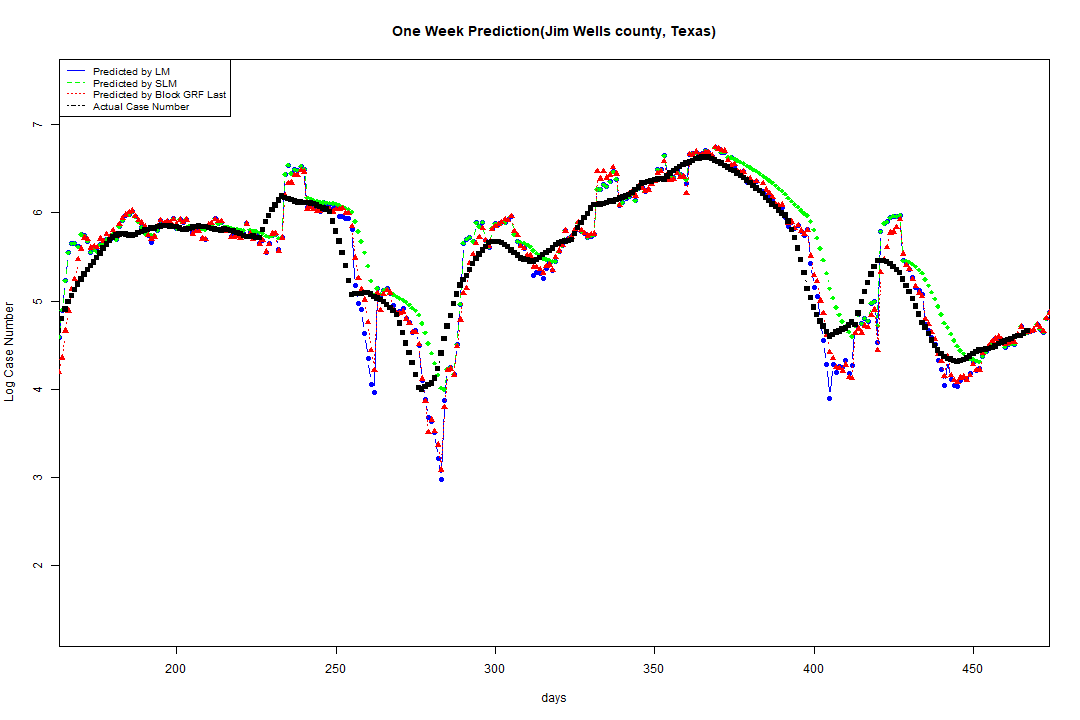 One Week Prediction(Jim Wells county, Texas)
Predicted by LM
Predicted by SLM
Predicted by Block GRF Last
Actual Case Number
7
6
5
4
3
2
Log Case Number
200 250 300 350 400 450
days